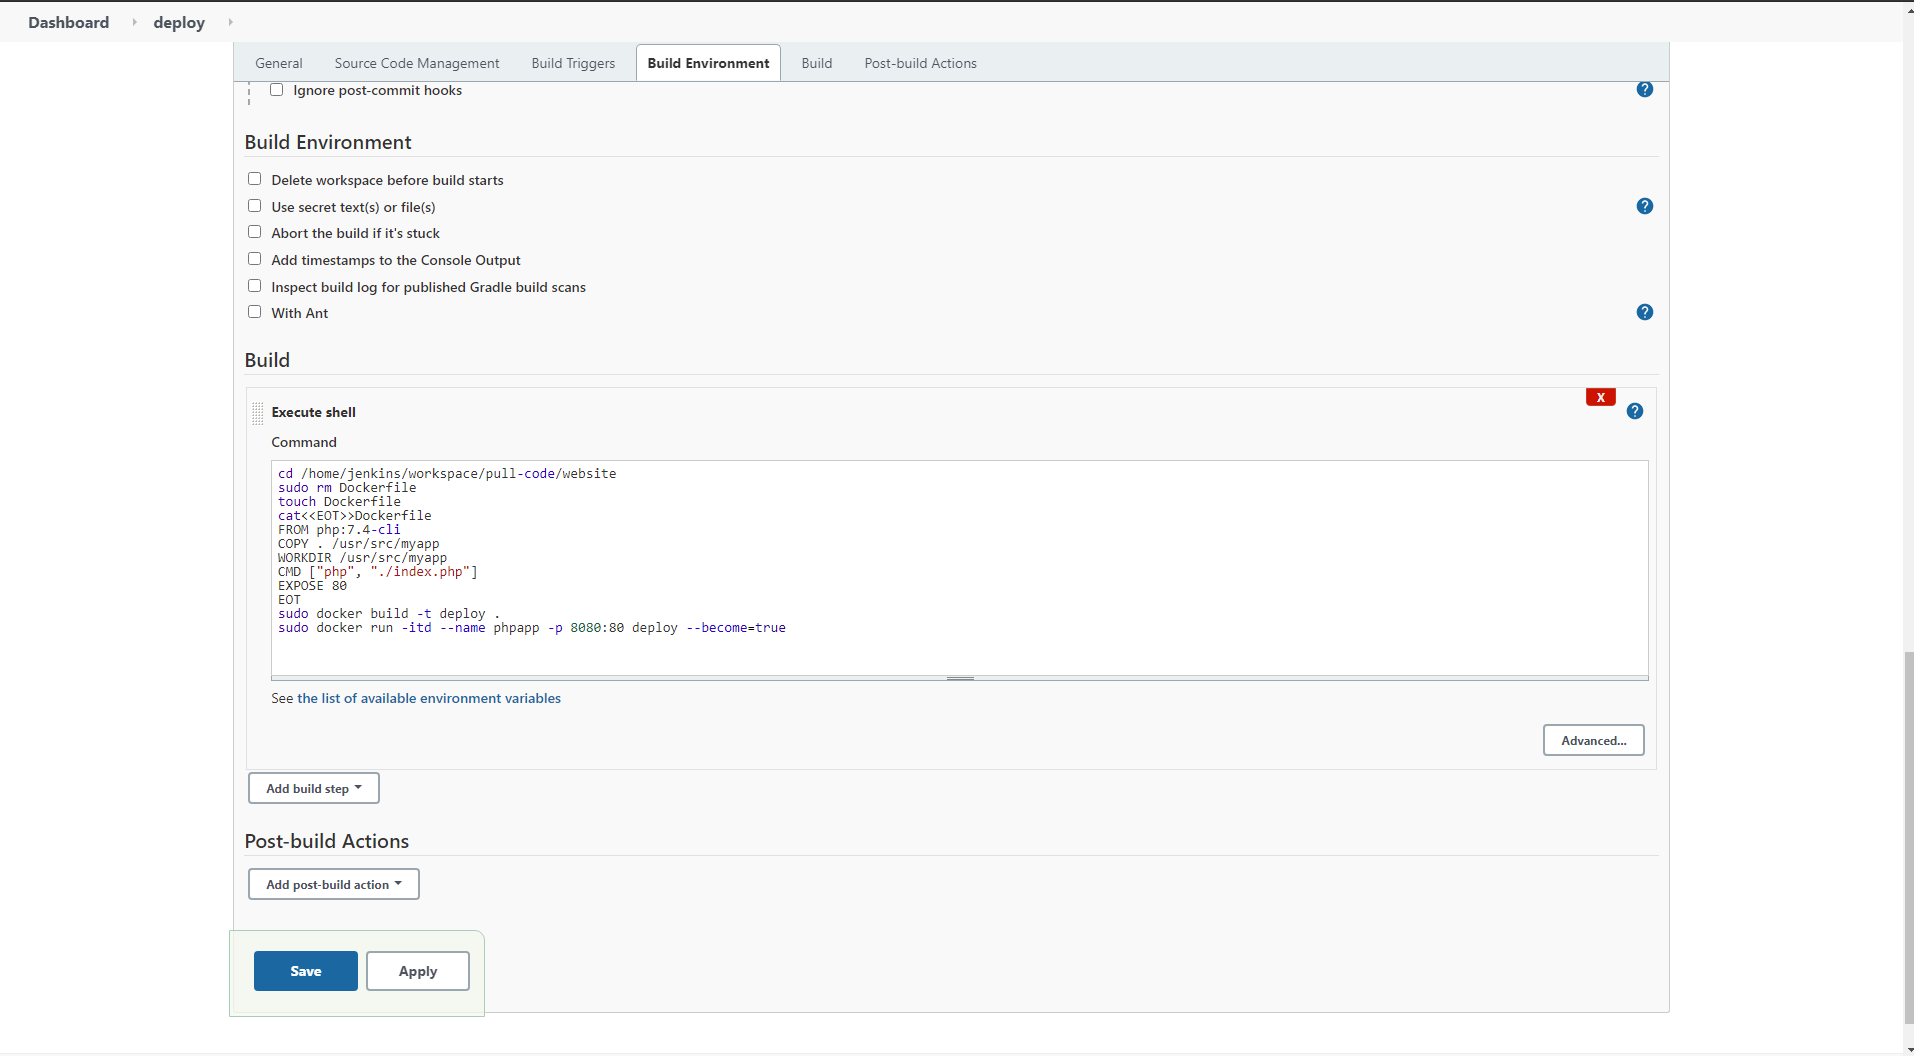 Dashboard deploy
General Source Code Management Build Triggers Build Environment Build Post-build Actions
Ignore post-commit hooks ?
Build Environment
Delete workspace before build starts
Use secret text(s) or file(s) ?
Abort the build if it's stuck
Add timestamps to the Console Output
Inspect build log for published Gradle build scans
With Ant ?
Build
X
Execute shell ?
Command
cd /home/jenkins/workspace/pull-code/website
sudo rm Dockerfile
touch Dockerfile
cat<<EOT>>Dockerfile
FROM php:7.4-cli
COPY . /usr/src/myapp
WORKDIR /usr/src/myapp
CMD ["php", "./index.php"]
EXPOSE 80
EOT
sudo docker build -t deploy .
sudo docker run -itd --name phpapp -p 8080:80 deploy --become=true
See the list of available environment variables
Advanced...
Add build step
Post-build Actions
Add post-build action
Save Apply